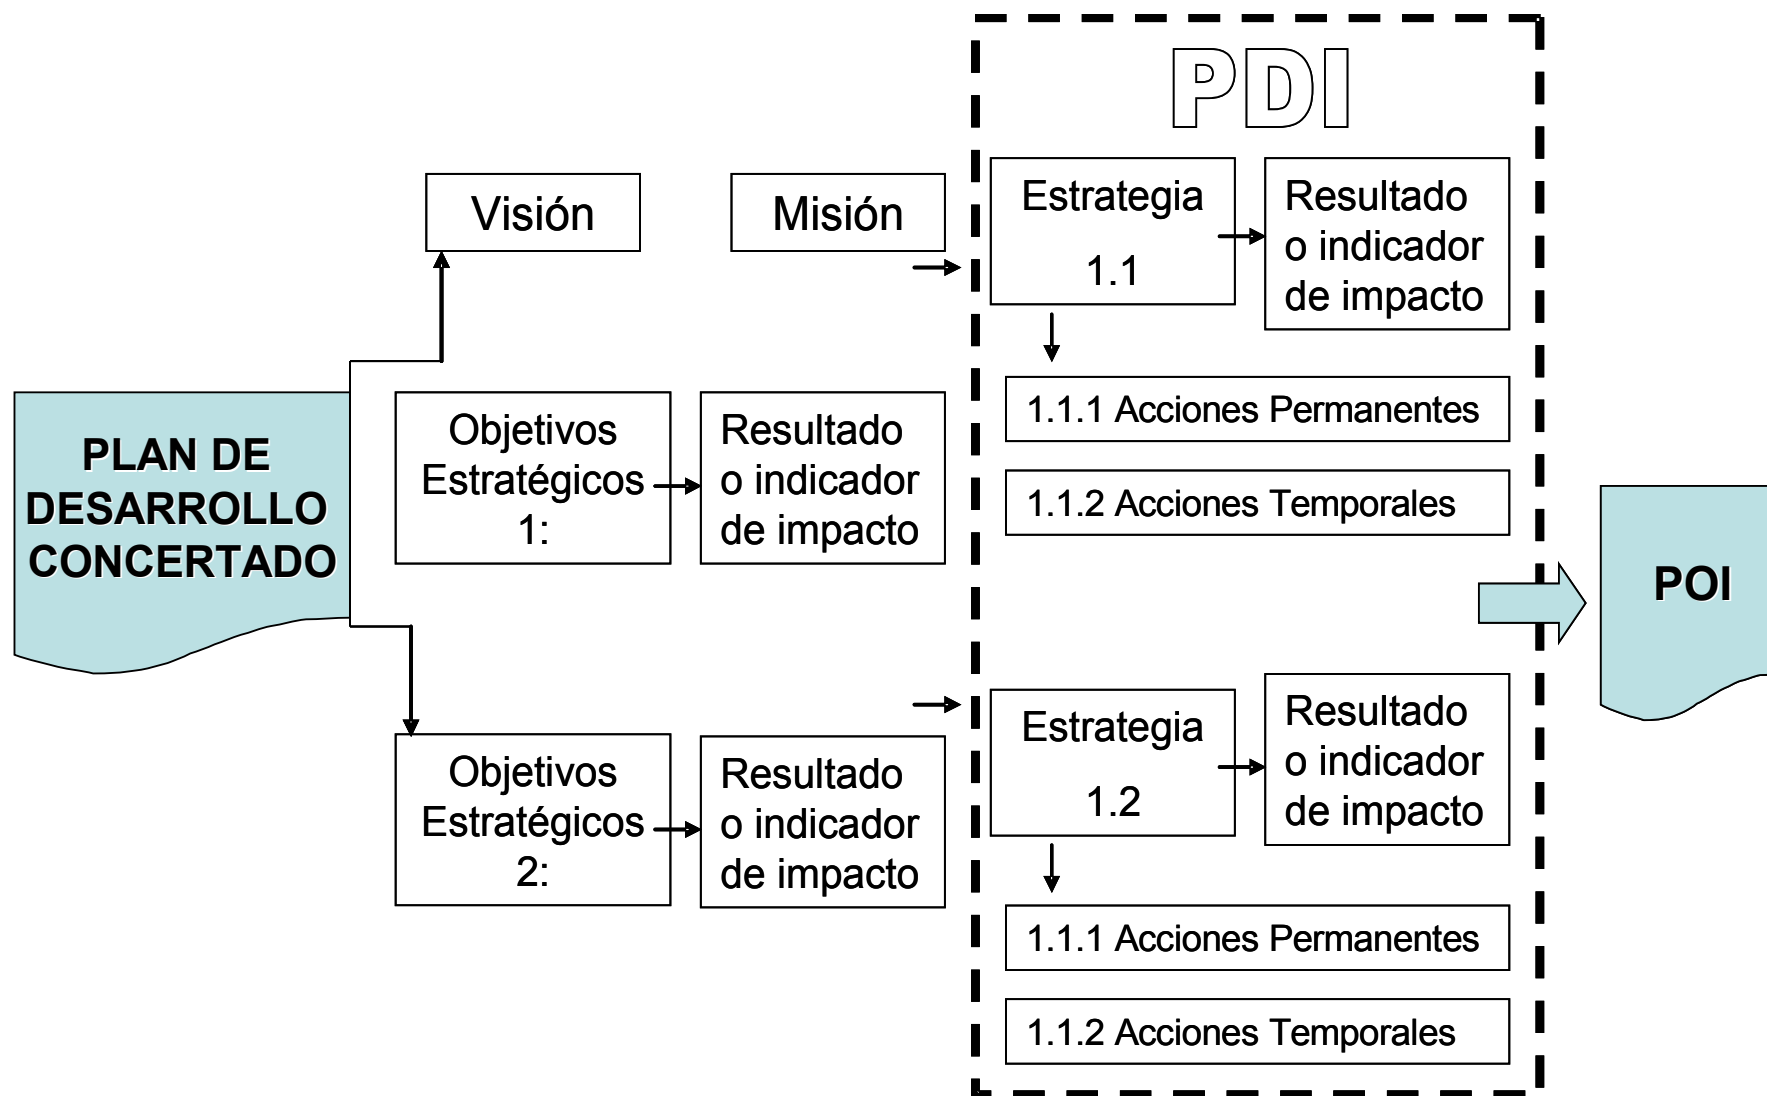 PDI
Visión
Misión
Estrategia
1.1
Resultado
o indicador
de impacto
PLAN DE
DESARROLLO
CONCERTADO
Objetivos
Estratégicos
1:
Resultado
o indicador
de impacto
1.1.1 Acciones Permanentes
1.1.2 Acciones Temporales
POI
Objetivos
Estratégicos
2:
Resultado
o indicador
de impacto
Estrategia
1.2
Resultado
o indicador
de impacto
1.1.1 Acciones Permanentes
1.1.2 Acciones Temporales